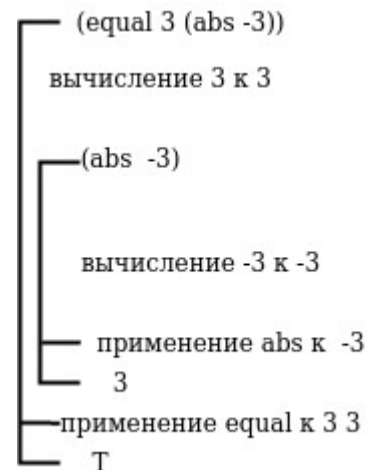 (equal 3 (abs -3))
вычисление 3 к 3
(abs -3)
вычисление -3 к -3
применение abs к -3
3
применение equal к 3 3
T